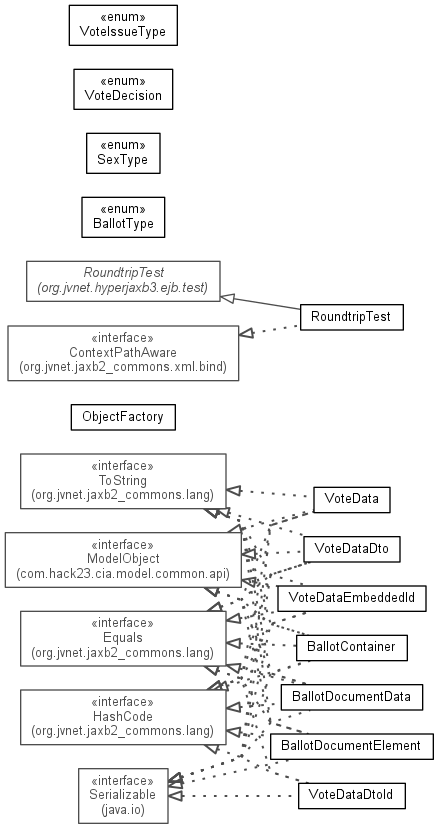 «enum»
VoteIssueType
«enum»
VoteDecision
«enum»
SexType
«enum»
BallotType
RoundtripTest
(org.jvnet.hyperjaxb3.ejb.test)
RoundtripTest
«interface»
ContextPathAware
(org.jvnet.jaxb2_commons.xml.bind)
ObjectFactory
«interface»
ToString
(org.jvnet.jaxb2_commons.lang)
VoteData
«interface»
ModelObject
(com.hack23.cia.model.common.api)
VoteDataDto
VoteDataEmbeddedId
«interface»
Equals
(org.jvnet.jaxb2_commons.lang)
BallotContainer
«interface»
HashCode
(org.jvnet.jaxb2_commons.lang)
BallotDocumentData
BallotDocumentElement
«interface»
Serializable
(java.io)
VoteDataDtoId